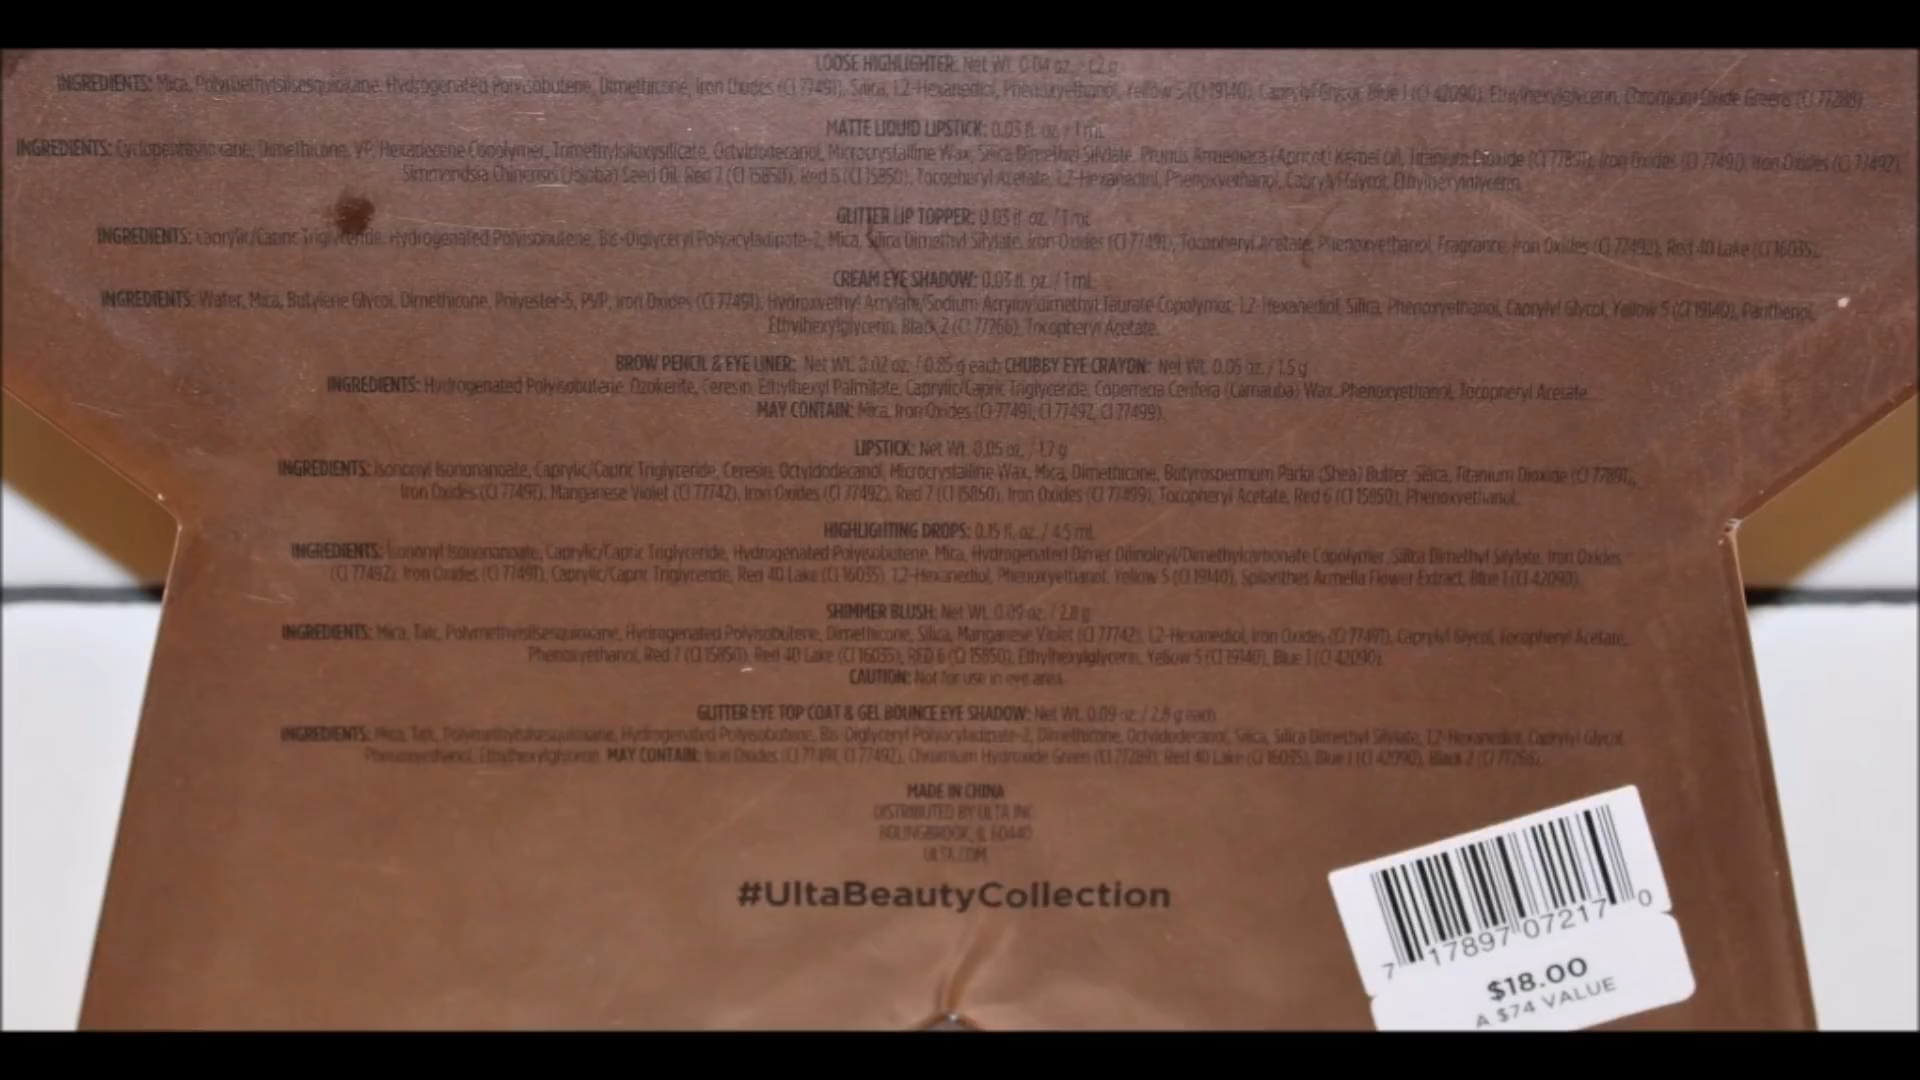 LOOSE HIGHLIGHTER: Net Wt. 0.04 oz. / 1.2 g
INGREDIENTS: Mica, Polymethylsilsesquioxane, Hydrogenated Polyisobutene, Dimethicone, Iron Oxides (CI 77491), Silica, 1,2-Hexanediol, Phenoxyethanol, Yellow 5 (CI 19140), Caprylyl Glycol, Blue 1 (CI 42090), Ethylhexylglycerin, Chromium Oxide Greens (CI 77288).
MATTE LIQUID LIPSTICK: 0.03 fl. oz. / 1 mL
INGREDIENTS: Cyclopentasiloxane, Dimethicone, VP/Hexadecene Copolymer, Trimethylsiloxysilicate, Octyldodecanol, Microcrystalline Wax, Silica Dimethyl Silylate, Prunus Armeniaca (Apricot) Kernel Oil, Titanium Dioxide (CI 77891), Iron Oxides (CI 77491), Iron Oxides (CI 77492),
Simmondsia Chinensis (Jojoba) Seed Oil, Red 7 (CI 15850), Red 6 (CI 15850), Tocopheryl Acetate, 1,2-Hexanediol, Phenoxyethanol, Caprylyl Glycol, Ethylhexylglycerin.
GLITTER LIP TOPPER: 0.03 fl. oz. / 1 mL
INGREDIENTS: Caprylic/Capric Triglyceride, Hydrogenated Polyisobutene, Bis-Diglyceryl Polyacyladipate-2, Mica, Silica Dimethyl Silylate, Iron Oxides (CI 77491), Tocopheryl Acetate, Phenoxyethanol, Fragrance, Iron Oxides (CI 77492), Red 40 Lake (CI 16035).
CREAM EYE SHADOW: 0.03 fl. oz. / 1 mL
INGREDIENTS: Water, Mica, Butylene Glycol, Dimethicone, Polyester-5, PVP, Iron Oxides (CI 77491), Hydroxyethyl Acrylate/Sodium Acryloyldimethyl Taurate Copolymer, 1,2-Hexanediol, Silica, Phenoxyethanol, Caprylyl Glycol, Yellow 5 (CI 19140), Panthenol,
Ethylhexylglycerin, Black 2 (CI 77266), Tocopheryl Acetate.
BROW PENCIL & EYE LINER: Net Wt. 0.02 oz. / 0.85 g each CHUBBY EYE CRAYON: Net Wt. 0.05 oz. / 1.5 g
INGREDIENTS: Hydrogenated Polyisobutene, Ozokerite, Ceresin, Ethylhexyl Palmitate, Caprylic/Capric Triglyceride, Copernicia Cerifera (Carnauba) Wax, Phenoxyethanol, Tocopheryl Acetate.
MAY CONTAIN: Mica, Iron Oxides (CI 77491, CI 77492, CI 77499).
LIPSTICK: Net Wt. 0.05 oz. / 1.7 g
INGREDIENTS: Isononyl Isononanoate, Caprylic/Capric Triglyceride, Ceresin, Octyldodecanol, Microcrystalline Wax, Mica, Dimethicone, Butyrospermum Parkii (Shea) Butter, Silica, Titanium Dioxide (CI 77891),
Iron Oxides (CI 77491), Manganese Violet (CI 77742), Iron Oxides (CI 77492), Red 7 (CI 15850), Iron Oxides (CI 77499), Tocopheryl Acetate, Red 6 (CI 15850), Phenoxyethanol.
HIGHLIGHTING DROPS: 0.15 fl. oz. / 4.5 mL
INGREDIENTS: Isononyl Isononanoate, Caprylic/Capric Triglyceride, Hydrogenated Polyisobutene, Mica, Hydrogenated Dimer Dilinoleyl/Dimethylcarbonate Copolymer, Silica Dimethyl Silylate, Iron Oxides
(CI 77492), Iron Oxides (CI 77491), Caprylic/Capric Triglyceride, Red 40 Lake (CI 16035), 1,2-Hexanediol, Phenoxyethanol, Yellow 5 (CI 19140), Spilanthes Acmella Flower Extract, Blue 1 (CI 42090).
SHIMMER BLUSH: Net Wt. 0.09 oz. / 2.8 g
INGREDIENTS: Mica, Talc, Polymethylsilsesquioxane, Hydrogenated Polyisobutene, Dimethicone, Silica, Manganese Violet (CI 77742), 1,2-Hexanediol, Iron Oxides (CI 77491), Caprylyl Glycol, Tocopheryl Acetate,
Phenoxyethanol, Red 7 (CI 15850), Red 40 Lake (CI 16035), RED 6 (CI 15850), Ethylhexylglycerin, Yellow 5 (CI 19140), Blue 1 (CI 42090).
CAUTION: Not for use in eye area.
GLITTER EYE TOP COAT & GEL BOUNCE EYE SHADOW: Net Wt. 0.09 oz. / 2.8 g each
INGREDIENTS: Mica, Talc, Polymethylsilsesquioxane, Hydrogenated Polyisobutene, Bis-Diglyceryl Polyacyladipate-2, Dimethicone, Octyldodecanol, Silica, Silica Dimethyl Silylate, 1,2-Hexanediol, Caprylyl Glycol,
Phenoxyethanol, Ethylhexylglycerin. MAY CONTAIN: Iron Oxides (CI 77491, CI 77492), Chromium Hydroxide Green (CI 77289), Red 40 Lake (CI 16035), Blue 1 (CI 42090), Black 2 (CI 77266).
MADE IN CHINA
DISTRIBUTED BY ULTA INC.
BOLINGBROOK, IL 60440
ULTA.COM
#UltaBeautyCollection
7 17897 07217 0
$18.00
A $74 VALUE